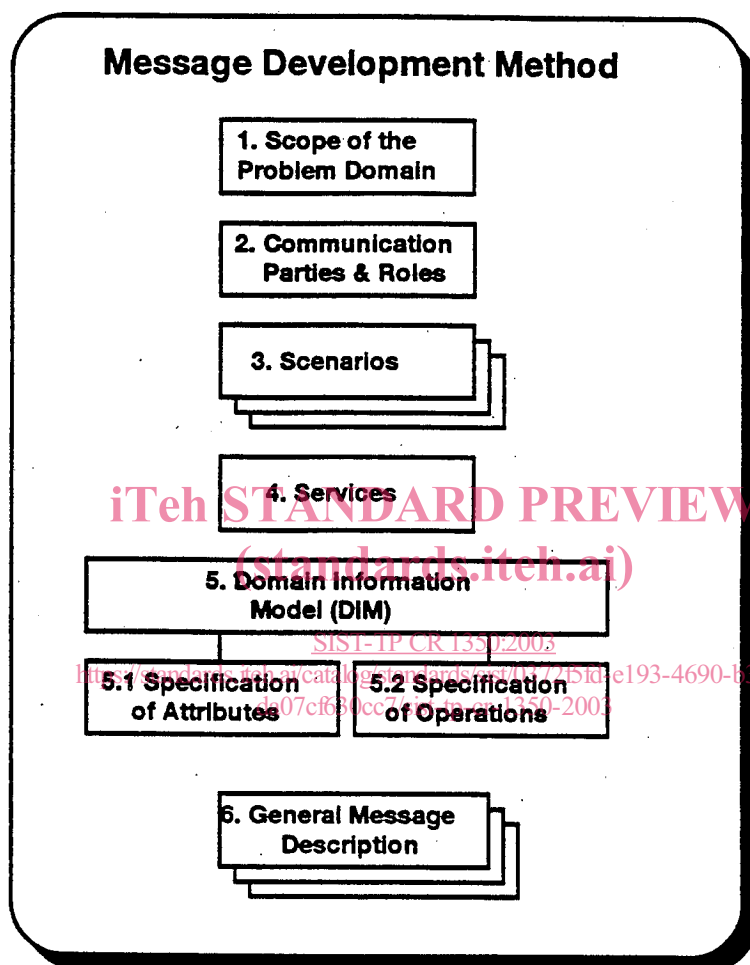 Message Development Method
1. Scope of the
Problem Domain
2. Communication
Parties & Roles
3. Scenarios
4. Services
iTeh STANDARD PREVIEW
(standards.iteh.ai)
5. Domain Information
Model (DIM)
SIST-TP CR 1350:2003
5.1 Specification
of Attributes
5.2 Specification
of Operations
6. General Message
Description